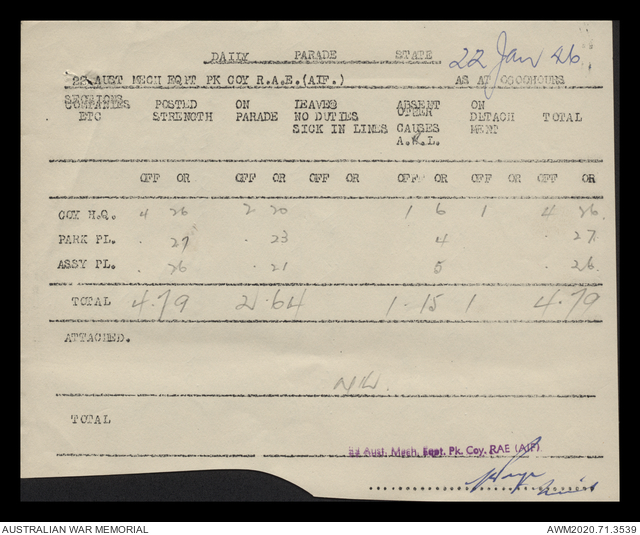 DAILY PARADE STATE 22 Jan 46
22 AUST MECH EQPT PK COY R.A.E.(AIF.) AS AT 0600HOURS
SECTIONS
COMPANIES POSTED ON LEAVE ABSENT ON
ETC STRENGTH PARADE NO DUTIES OTHER DETACH TOTAL
SICK IN LINES CAUSES MENT
A.W.L.
OFF OR OFF OR OFF OR OFF OR OFF OR OFF OR
COY H.Q. 4 26 2 20 1 6 1 4 26
PARK PL. . 27 . 23 4 . 27
ASSY PL. . 26 . 21 5 . 26
TOTAL 4 . 79 2 . 64 1 . 15 1 4 . 79
ATTACHED.
NIL.
TOTAL
Aust. Mech. Eqpt. Pk. Coy. RAE (AIF)
AUSTRALIAN WAR MEMORIAL AWM2020.71.3539